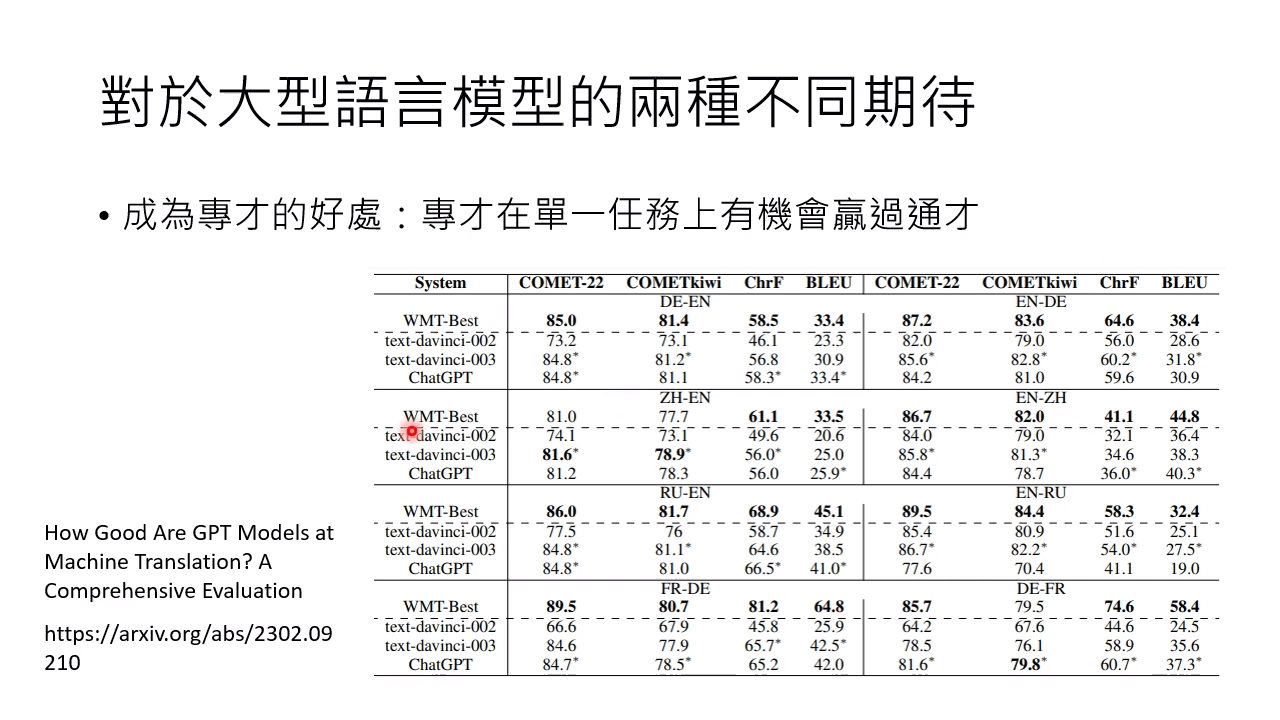 對於大型語言模型的兩種不同期待
• 成為專才的好處：專才在單一任務上有機會贏過通才
System COMET-22 COMETkiwi ChrF BLEU COMET-22 COMETkiwi ChrF BLEU
DE-EN EN-DE
WMT-Best 85.0 81.4 58.5 33.4 87.2 83.6 64.6 38.4
text-davinci-002 73.2 73.1 46.1 23.3 82.0 79.0 56.0 28.6
text-davinci-003 84.8* 81.2* 56.8 30.9 85.6* 82.8* 60.2* 31.8*
ChatGPT 84.8* 81.1 58.3* 33.4* 84.2 81.0 59.6 30.9
ZH-EN EN-ZH
WMT-Best 81.0 77.7 61.1 33.5 86.7 82.0 41.1 44.8
text-davinci-002 74.1 73.1 49.6 20.6 84.0 79.0 32.1 36.4
text-davinci-003 81.6* 78.9* 56.0* 25.0 85.8* 81.3* 34.6 38.3
ChatGPT 81.2 78.3 56.0 25.9* 84.4 78.7 36.0* 40.3*
RU-EN EN-RU
WMT-Best 86.0 81.7 68.9 45.1 89.5 84.4 58.3 32.4
text-davinci-002 77.5 76 58.7 34.9 85.4 80.9 51.6 25.1
text-davinci-003 84.8* 81.1* 64.6 38.5 86.7* 82.2* 54.0* 27.5*
ChatGPT 84.8* 81.0 66.5* 41.0* 77.6 70.4 41.1 19.0
FR-DE DE-FR
WMT-Best 89.5 80.7 81.2 64.8 85.7 79.5 74.6 58.4
text-davinci-002 66.6 67.9 45.8 25.9 64.2 67.6 44.6 24.5
text-davinci-003 84.6 77.9 65.7* 42.5* 78.5 76.1 58.9 35.6
ChatGPT 84.7* 78.5* 65.2 42.0 81.6* 79.8* 60.7* 37.3*
How Good Are GPT Models at
Machine Translation? A
Comprehensive Evaluation
https://arxiv.org/abs/2302.09
210